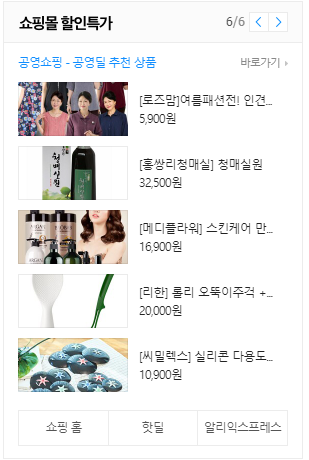 쇼핑몰 할인특가
6/6
공영쇼핑 - 공영딜 추천 상품
바로가기 ›
[로즈맘]여름패션전! 인견...
5,900원
청매실원
[홍쌍리청매실] 청매실원
32,500원
[메디플라워] 스킨케어 만...
16,900원
[리한] 롤리 오뚝이주걱 +...
20,000원
[씨밀렉스] 실리콘 다용도...
10,900원
쇼핑 홈
핫딜
알리익스프레스